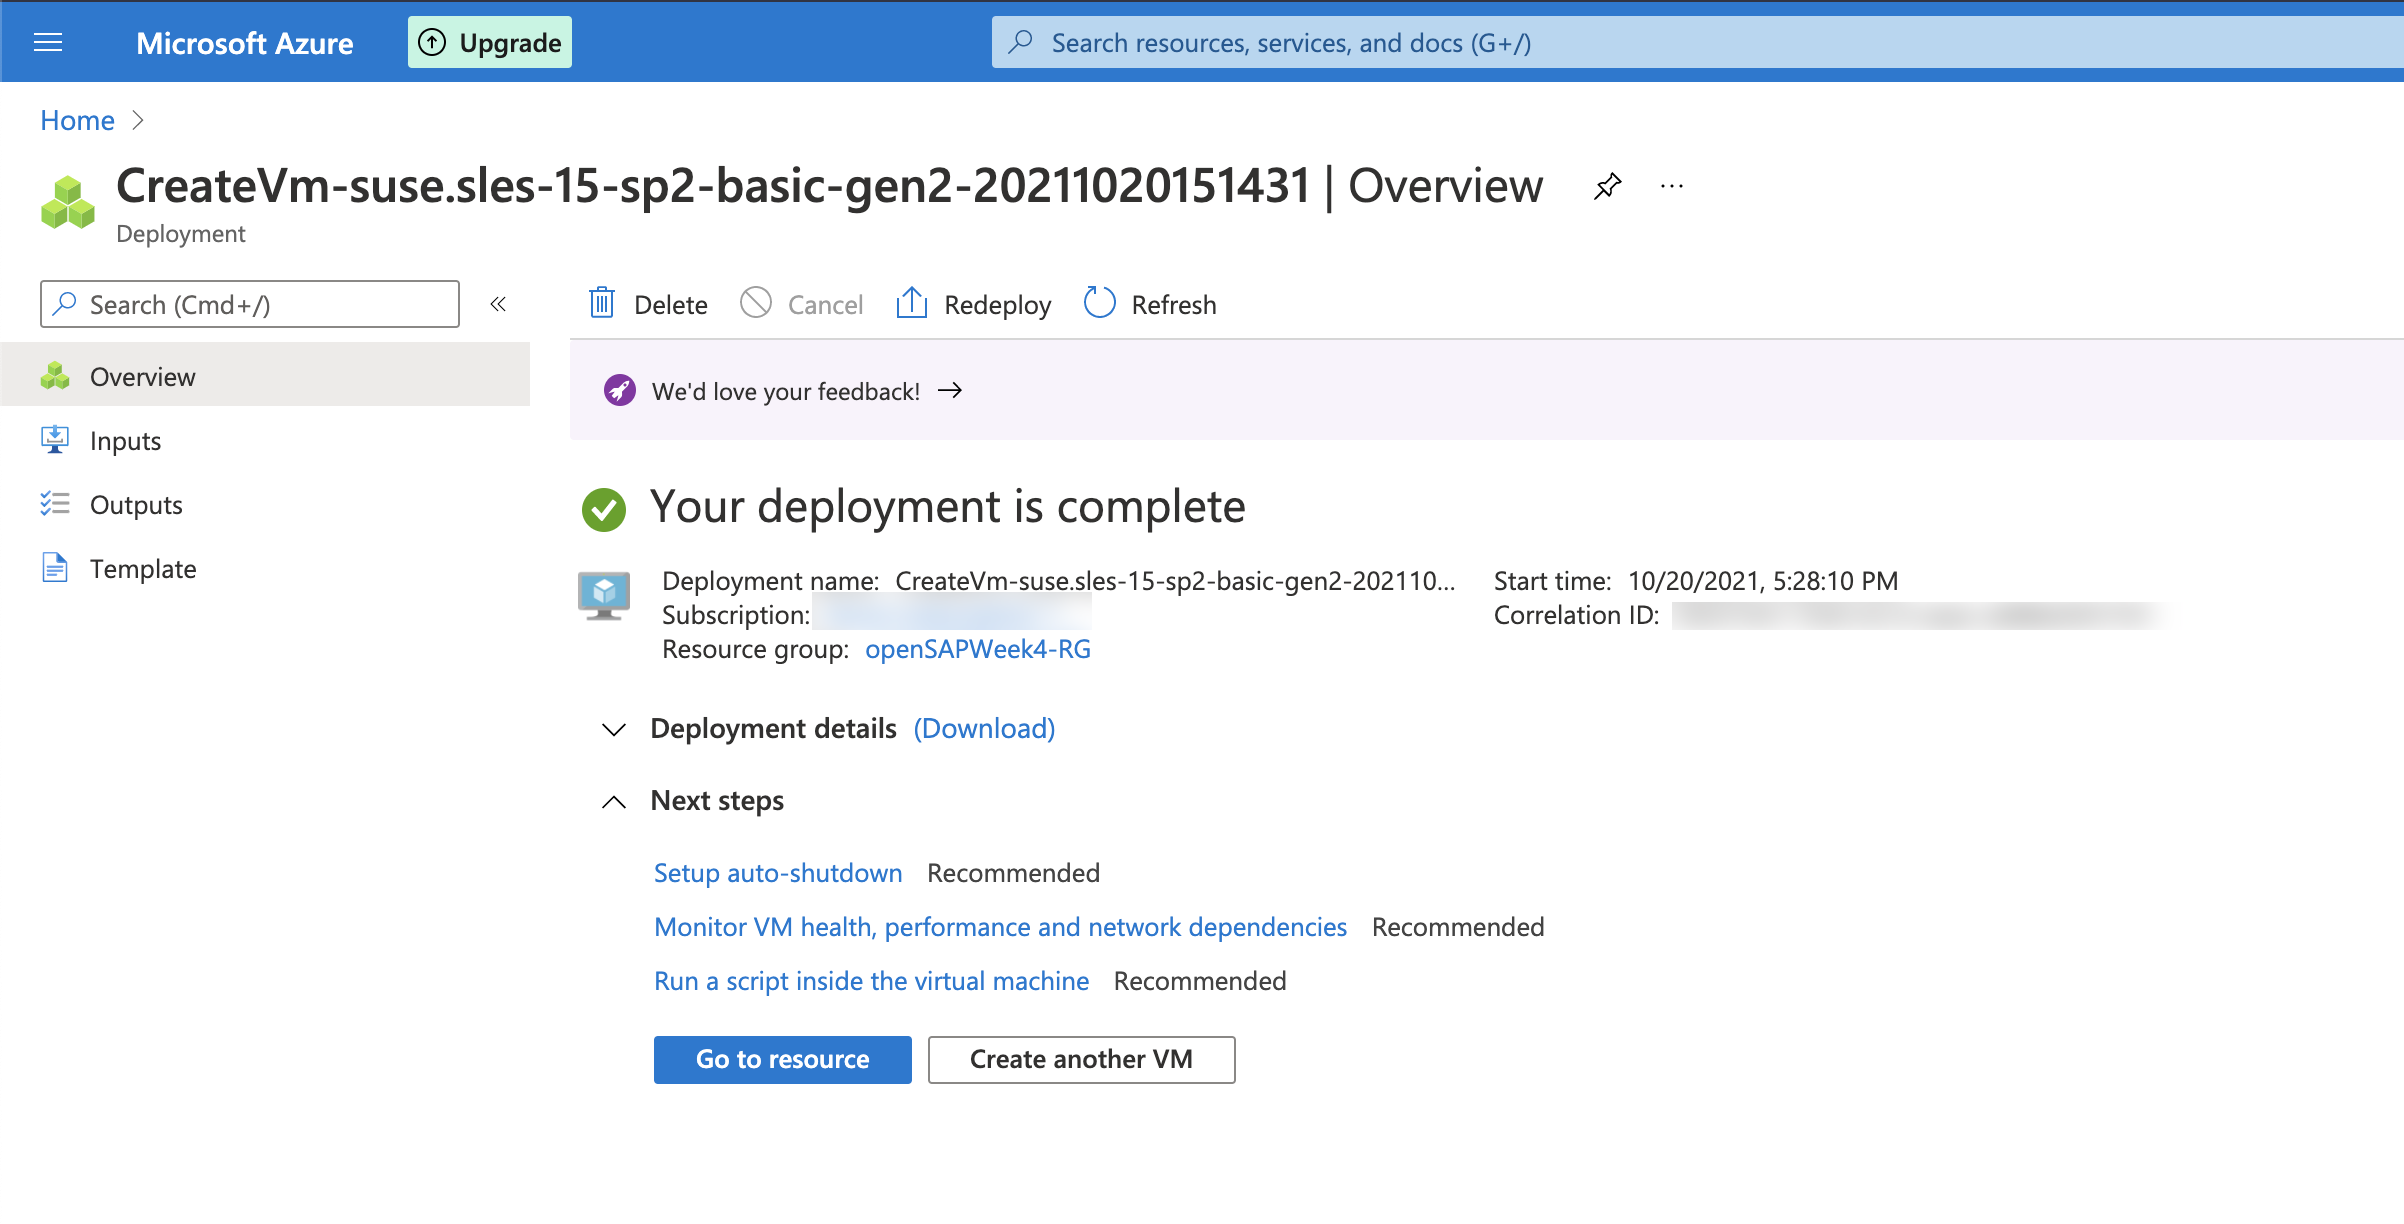 Microsoft Azure Upgrade Search resources, services, and docs (G+/)
Home
CreateVm-suse.sles-15-sp2-basic-gen2-20211020151431 | Overview ...
Deployment
Search (Cmd+/) «
Delete Cancel Redeploy Refresh
Overview
Inputs
Outputs
Template
We'd love your feedback! →
Your deployment is complete
Deployment name: CreateVm-suse.sles-15-sp2-basic-gen2-202110...
Subscription:
Resource group: openSAPWeek4-RG
Start time: 10/20/2021, 5:28:10 PM
Correlation ID:
Deployment details (Download)
Next steps
Setup auto-shutdown Recommended
Monitor VM health, performance and network dependencies Recommended
Run a script inside the virtual machine Recommended
Go to resource Create another VM